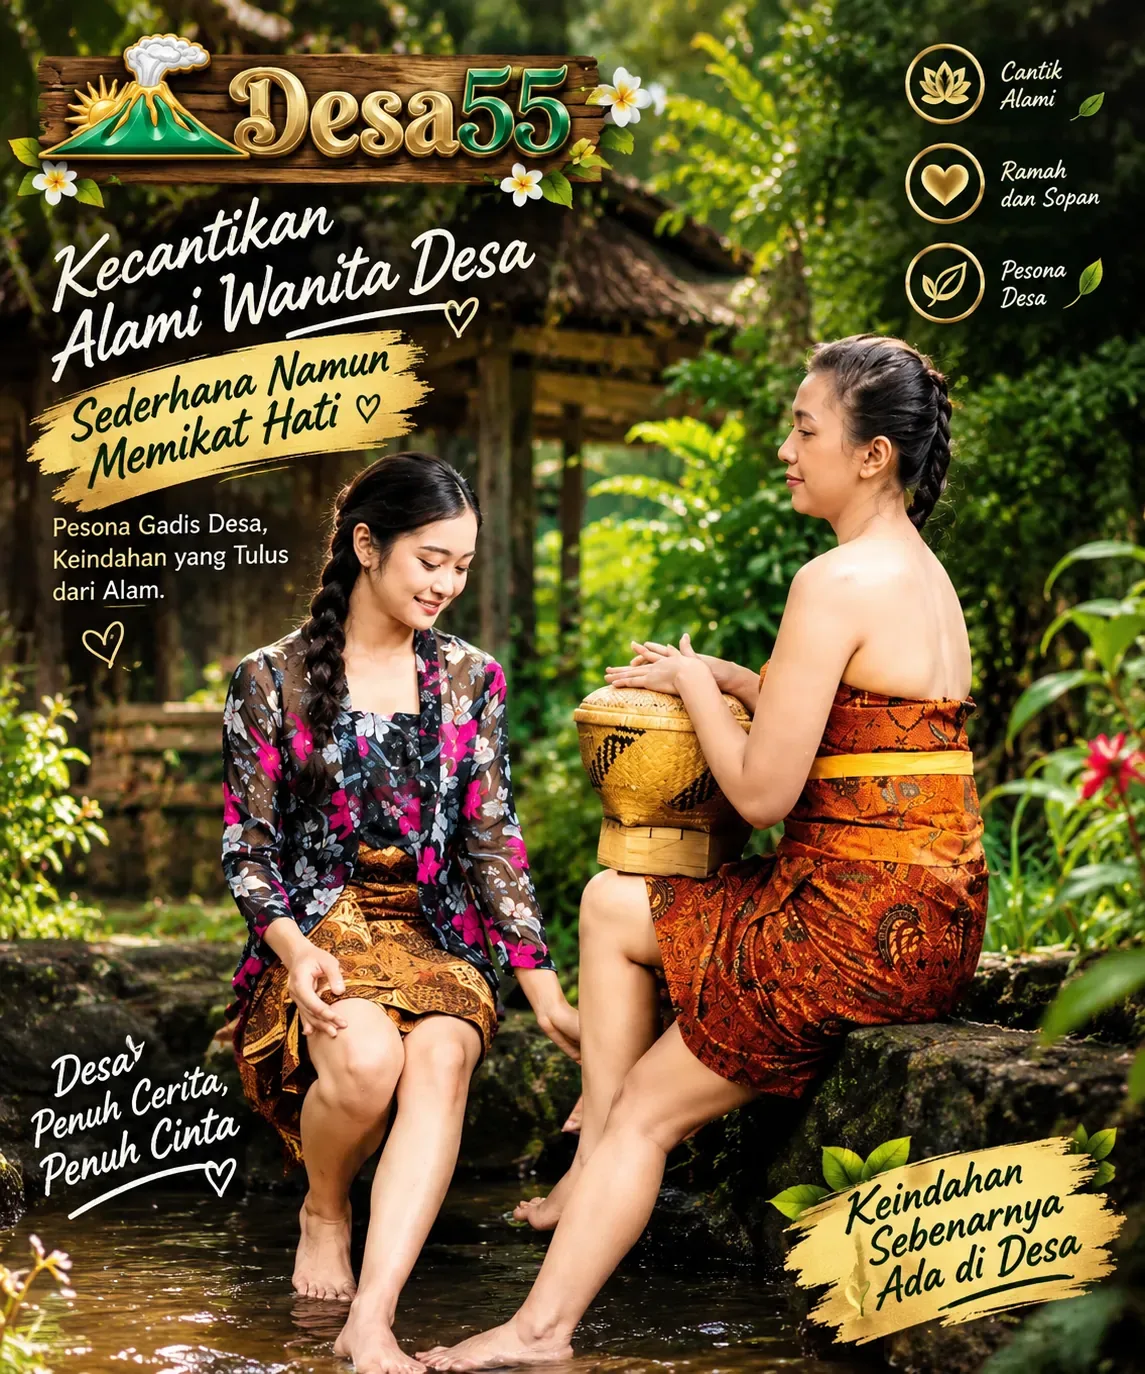 Desa55
Kecantikan
Alami Wanita Desa
Sederhana Namun
Memikat Hati
Pesona Gadis Desa,
Keindahan yang Tulus
dari Alam.
Cantik
Alami
Ramah
dan Sopan
Pesona
Desa
Desa
Penuh Cerita,
Penuh Cinta
Keindahan
Sebenarnya
Ada di Desa